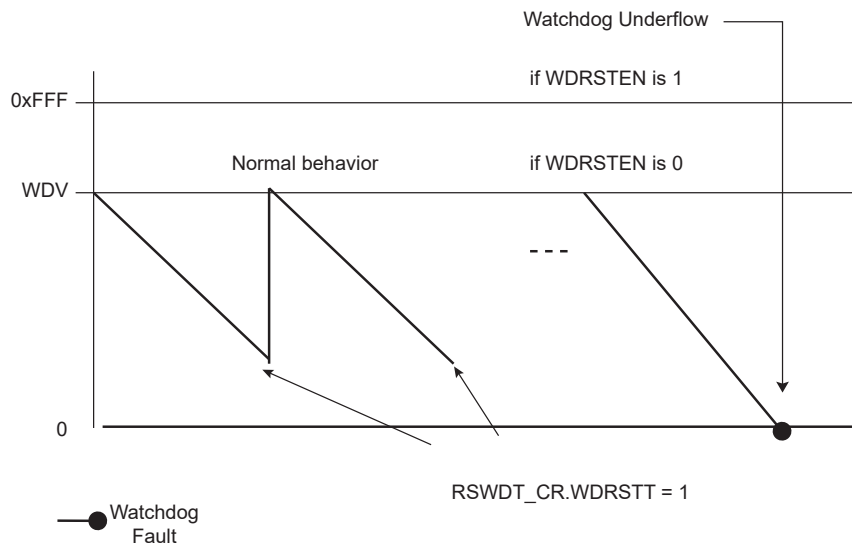 Watchdog Underflow
if WDRSTEN is 1
0xFFF
Normal behavior
if WDRSTEN is 0
WDV
0
RSWDT_CR.WDRSTT = 1
Watchdog
Fault